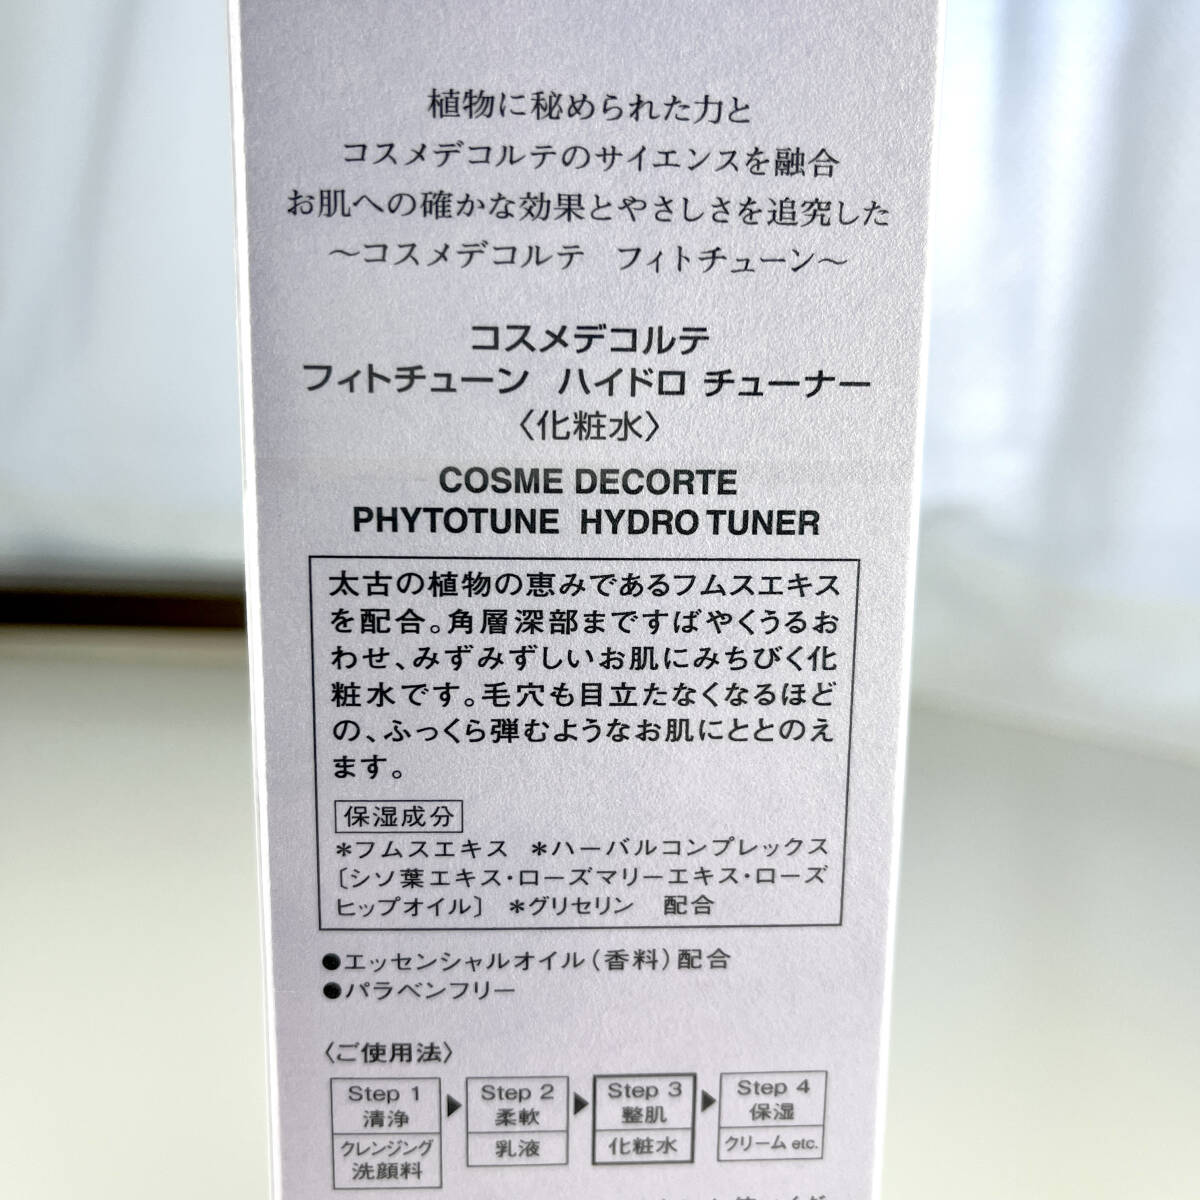 植物に秘められた力と
コスメデコルテのサイエンスを融合
お肌への確かな効果とやさしさを追究した
～コスメデコルテ　フィトチューン～
コスメデコルテ
フィトチューン　ハイドロ チューナー
〈化粧水〉
COSME DECORTE
PHYTOTUNE HYDRO TUNER
太古の植物の恵みであるフムスエキス
を配合。角層深部まですばやくうるお
わせ、みずみずしいお肌にみちびく化
粧水です。毛穴も目立たなくなるほど
の、ふっくら弾むようなお肌にととのえ
ます。
保湿成分
＊フムスエキス　＊ハーバルコンプレックス
〔シソ葉エキス・ローズマリーエキス・ローズ
ヒップオイル〕　＊グリセリン　配合
●エッセンシャルオイル（香料）配合
●パラベンフリー
〈ご使用法〉
Step 1
清浄
クレンジング
洗顔料
Step 2
柔軟
乳液
Step 3
整肌
化粧水
Step 4
保湿
クリーム etc.